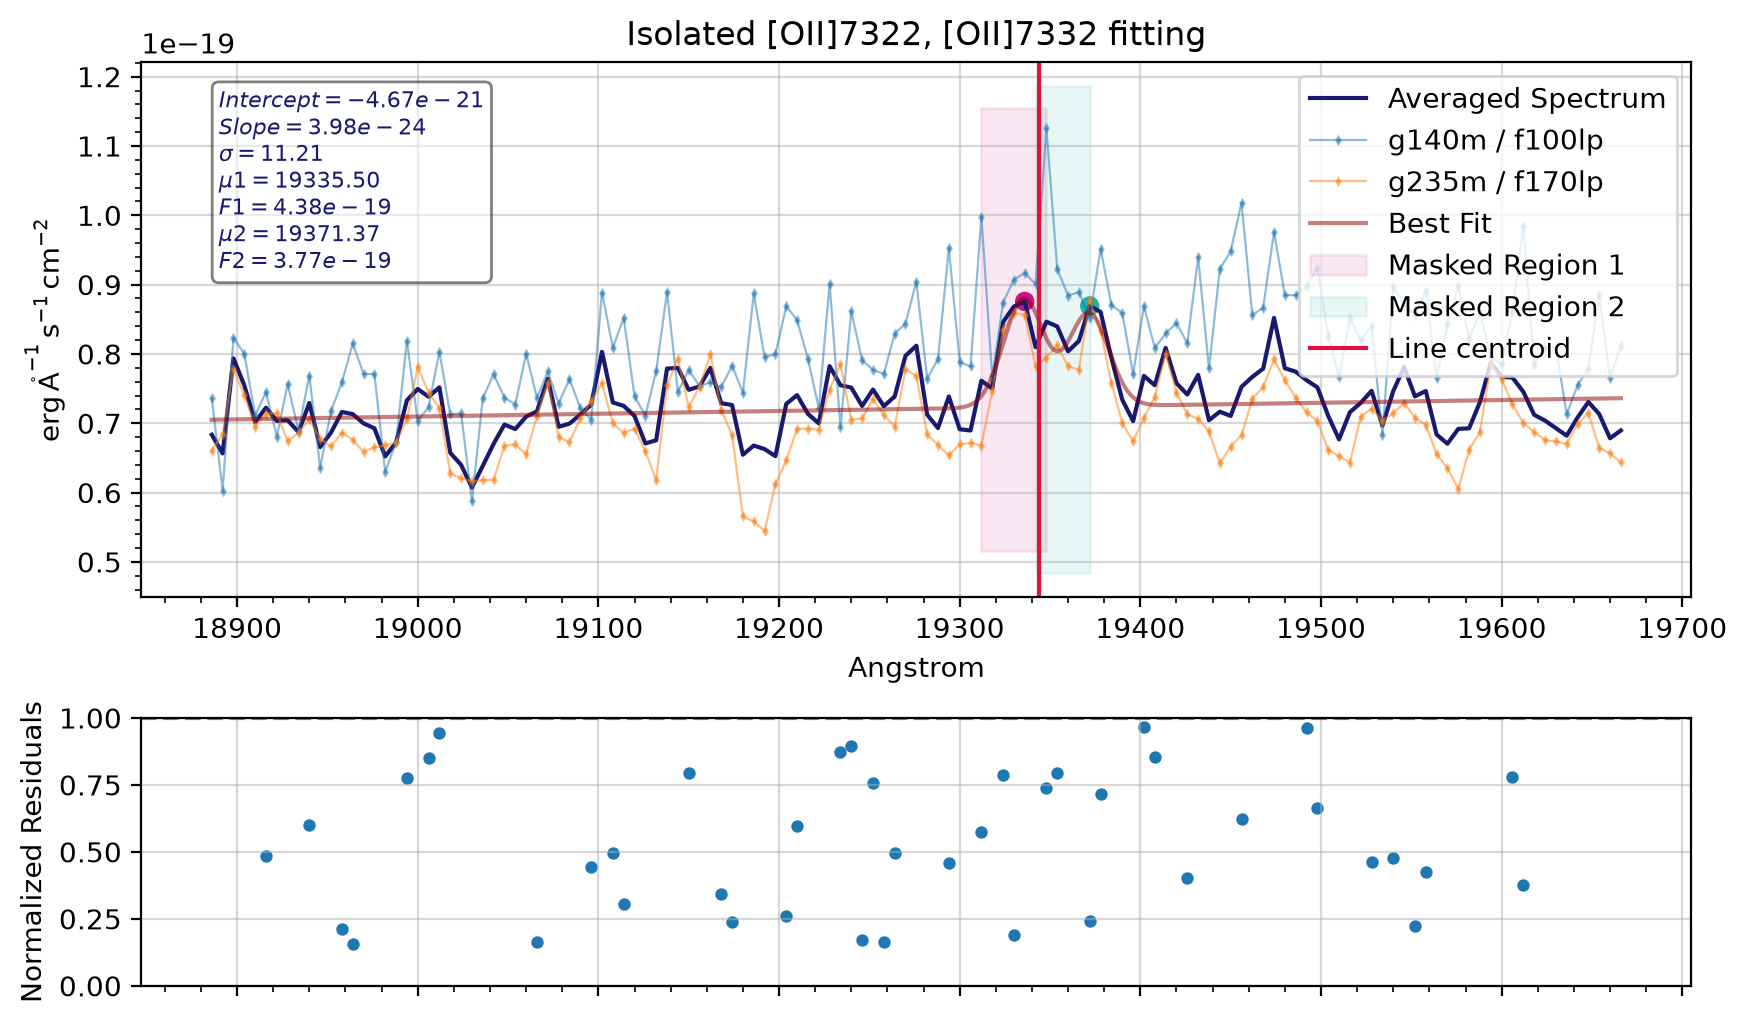 Isolated [OII]7322, [OII]7332 fitting
1e−19
1.2
1.1
1.0
0.9
0.8
0.7
0.6
0.5
erg Å⁻¹ s⁻¹ cm⁻²
Intercept = −4.67e − 21
Slope = 3.98e − 24
σ = 11.21
μ1 = 19335.50
F1 = 4.38e − 19
μ2 = 19371.37
F2 = 3.77e − 19
Averaged Spectrum
g140m / f100lp
g235m / f170lp
Best Fit
Masked Region 1
Masked Region 2
Line centroid
18900 19000 19100 19200 19300 19400 19500 19600 19700
Angstrom
Normalized Residuals
1.00
0.75
0.50
0.25
0.00